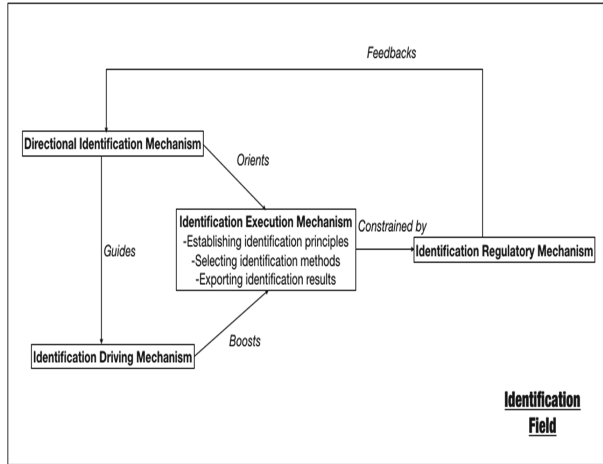 Feedbacks
Directional Identification Mechanism
Orients
Identification Execution Mechanism
-Establishing identification principles
-Selecting identification methods
-Exporting identification results
Constrained by
Identification Regulatory Mechanism
Guides
Boosts
Identification Driving Mechanism
Identification
Field